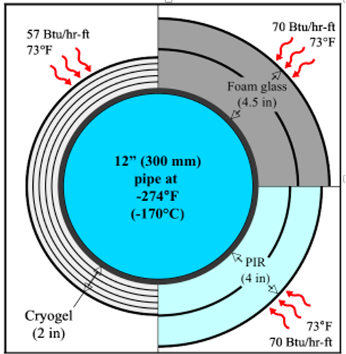 57 Btu/hr-ft
73°F
70 Btu/hr-ft
73°F
Foam glass
(4.5 in)
12” (300 mm)
pipe at
-274°F
(-170°C)
PIR
(4 in)
Cryogel
(2 in)
73°F
70 Btu/hr-ft